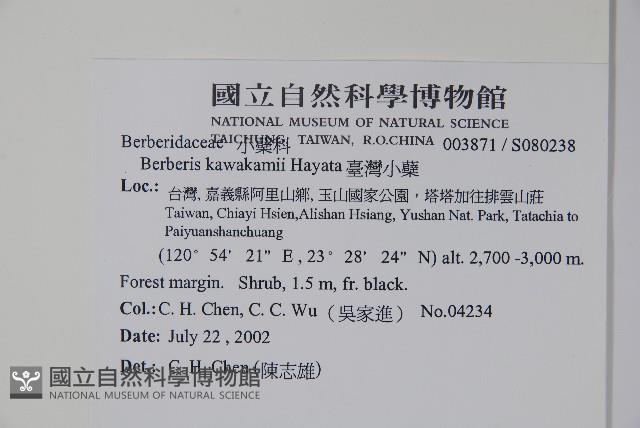 國立自然科學博物館
NATIONAL MUSEUM OF NATURAL SCIENCE
TAICHUNG, TAIWAN, R.O.CHINA
Berberidaceae 小蘗科 003871 / S080238
Berberis kawakamii Hayata 臺灣小蘗
Loc.: 台灣, 嘉義縣阿里山鄉, 玉山國家公園，塔塔加往排雲山莊
Taiwan, Chiayi Hsien,Alishan Hsiang, Yushan Nat. Park, Tatachia to
Paiyuanshanchuang
(120° 54' 21" E , 23° 28' 24" N) alt. 2,700 -3,000 m.
Forest margin. Shrub, 1.5 m, fr. black.
Col.: C. H. Chen, C. C. Wu （吳家進） No.04234
Date: July 22 , 2002
Det.: C. H. Chen (陳志雄)
國立自然科學博物館
NATIONAL MUSEUM OF NATURAL SCIENCE